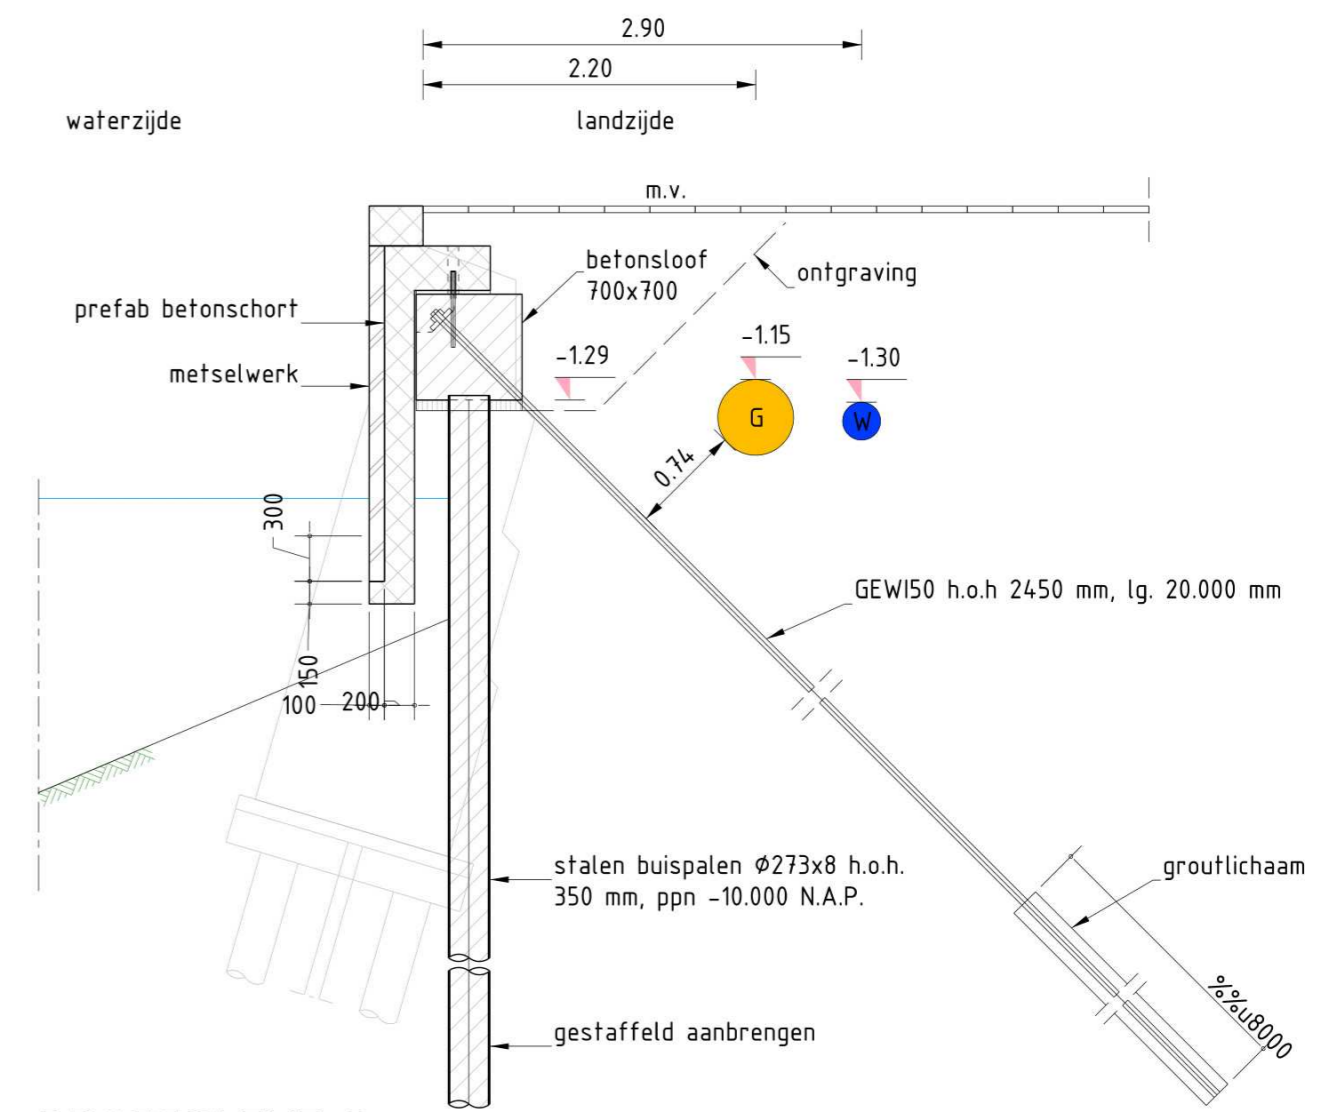 2.90
2.20
waterzijde
landzijde
m.v.
betonsloof
700x700
ontgraving
prefab betonschort
metselwerk
-1.29
-1.15
-1.30
G
W
0.74
300
GEWI50 h.o.h 2450 mm, lg. 20.000 mm
150
100
200
stalen buispalen Ø273x8 h.o.h.
350 mm, ppn -10.000 N.A.P.
groutlichaam
%%u8000
gestaffeld aanbrengen